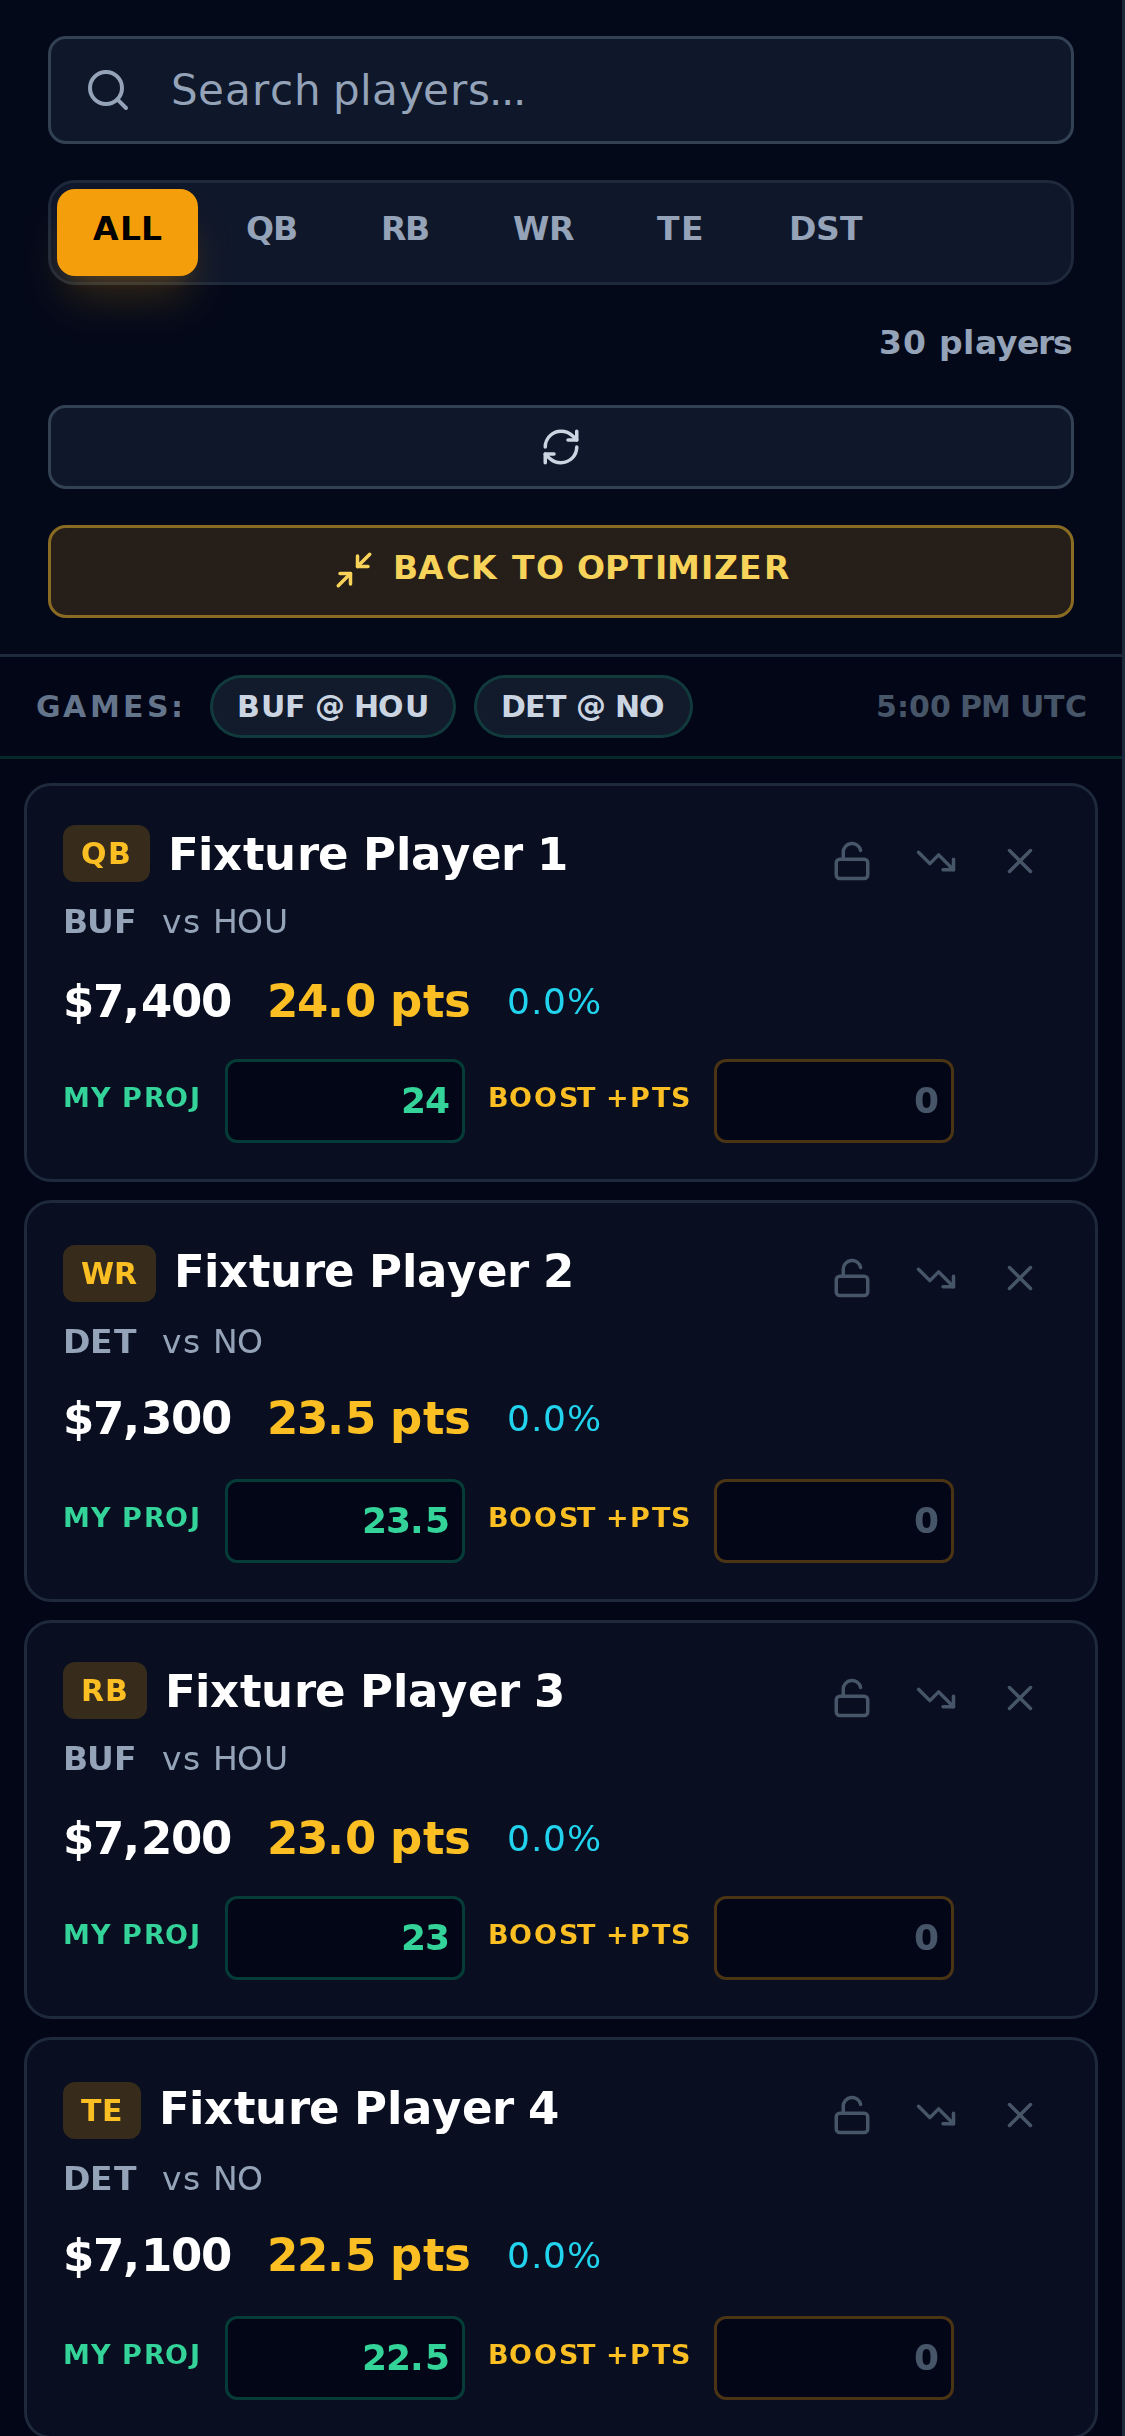 Search players...
ALL QB RB WR TE DST
30 players
BACK TO OPTIMIZER
GAMES: BUF @ HOU DET @ NO 5:00 PM UTC
QB Fixture Player 1
BUF vs HOU
$7,400 24.0 pts 0.0%
MY PROJ 24 BOOST +PTS 0
WR Fixture Player 2
DET vs NO
$7,300 23.5 pts 0.0%
MY PROJ 23.5 BOOST +PTS 0
RB Fixture Player 3
BUF vs HOU
$7,200 23.0 pts 0.0%
MY PROJ 23 BOOST +PTS 0
TE Fixture Player 4
DET vs NO
$7,100 22.5 pts 0.0%
MY PROJ 22.5 BOOST +PTS 0